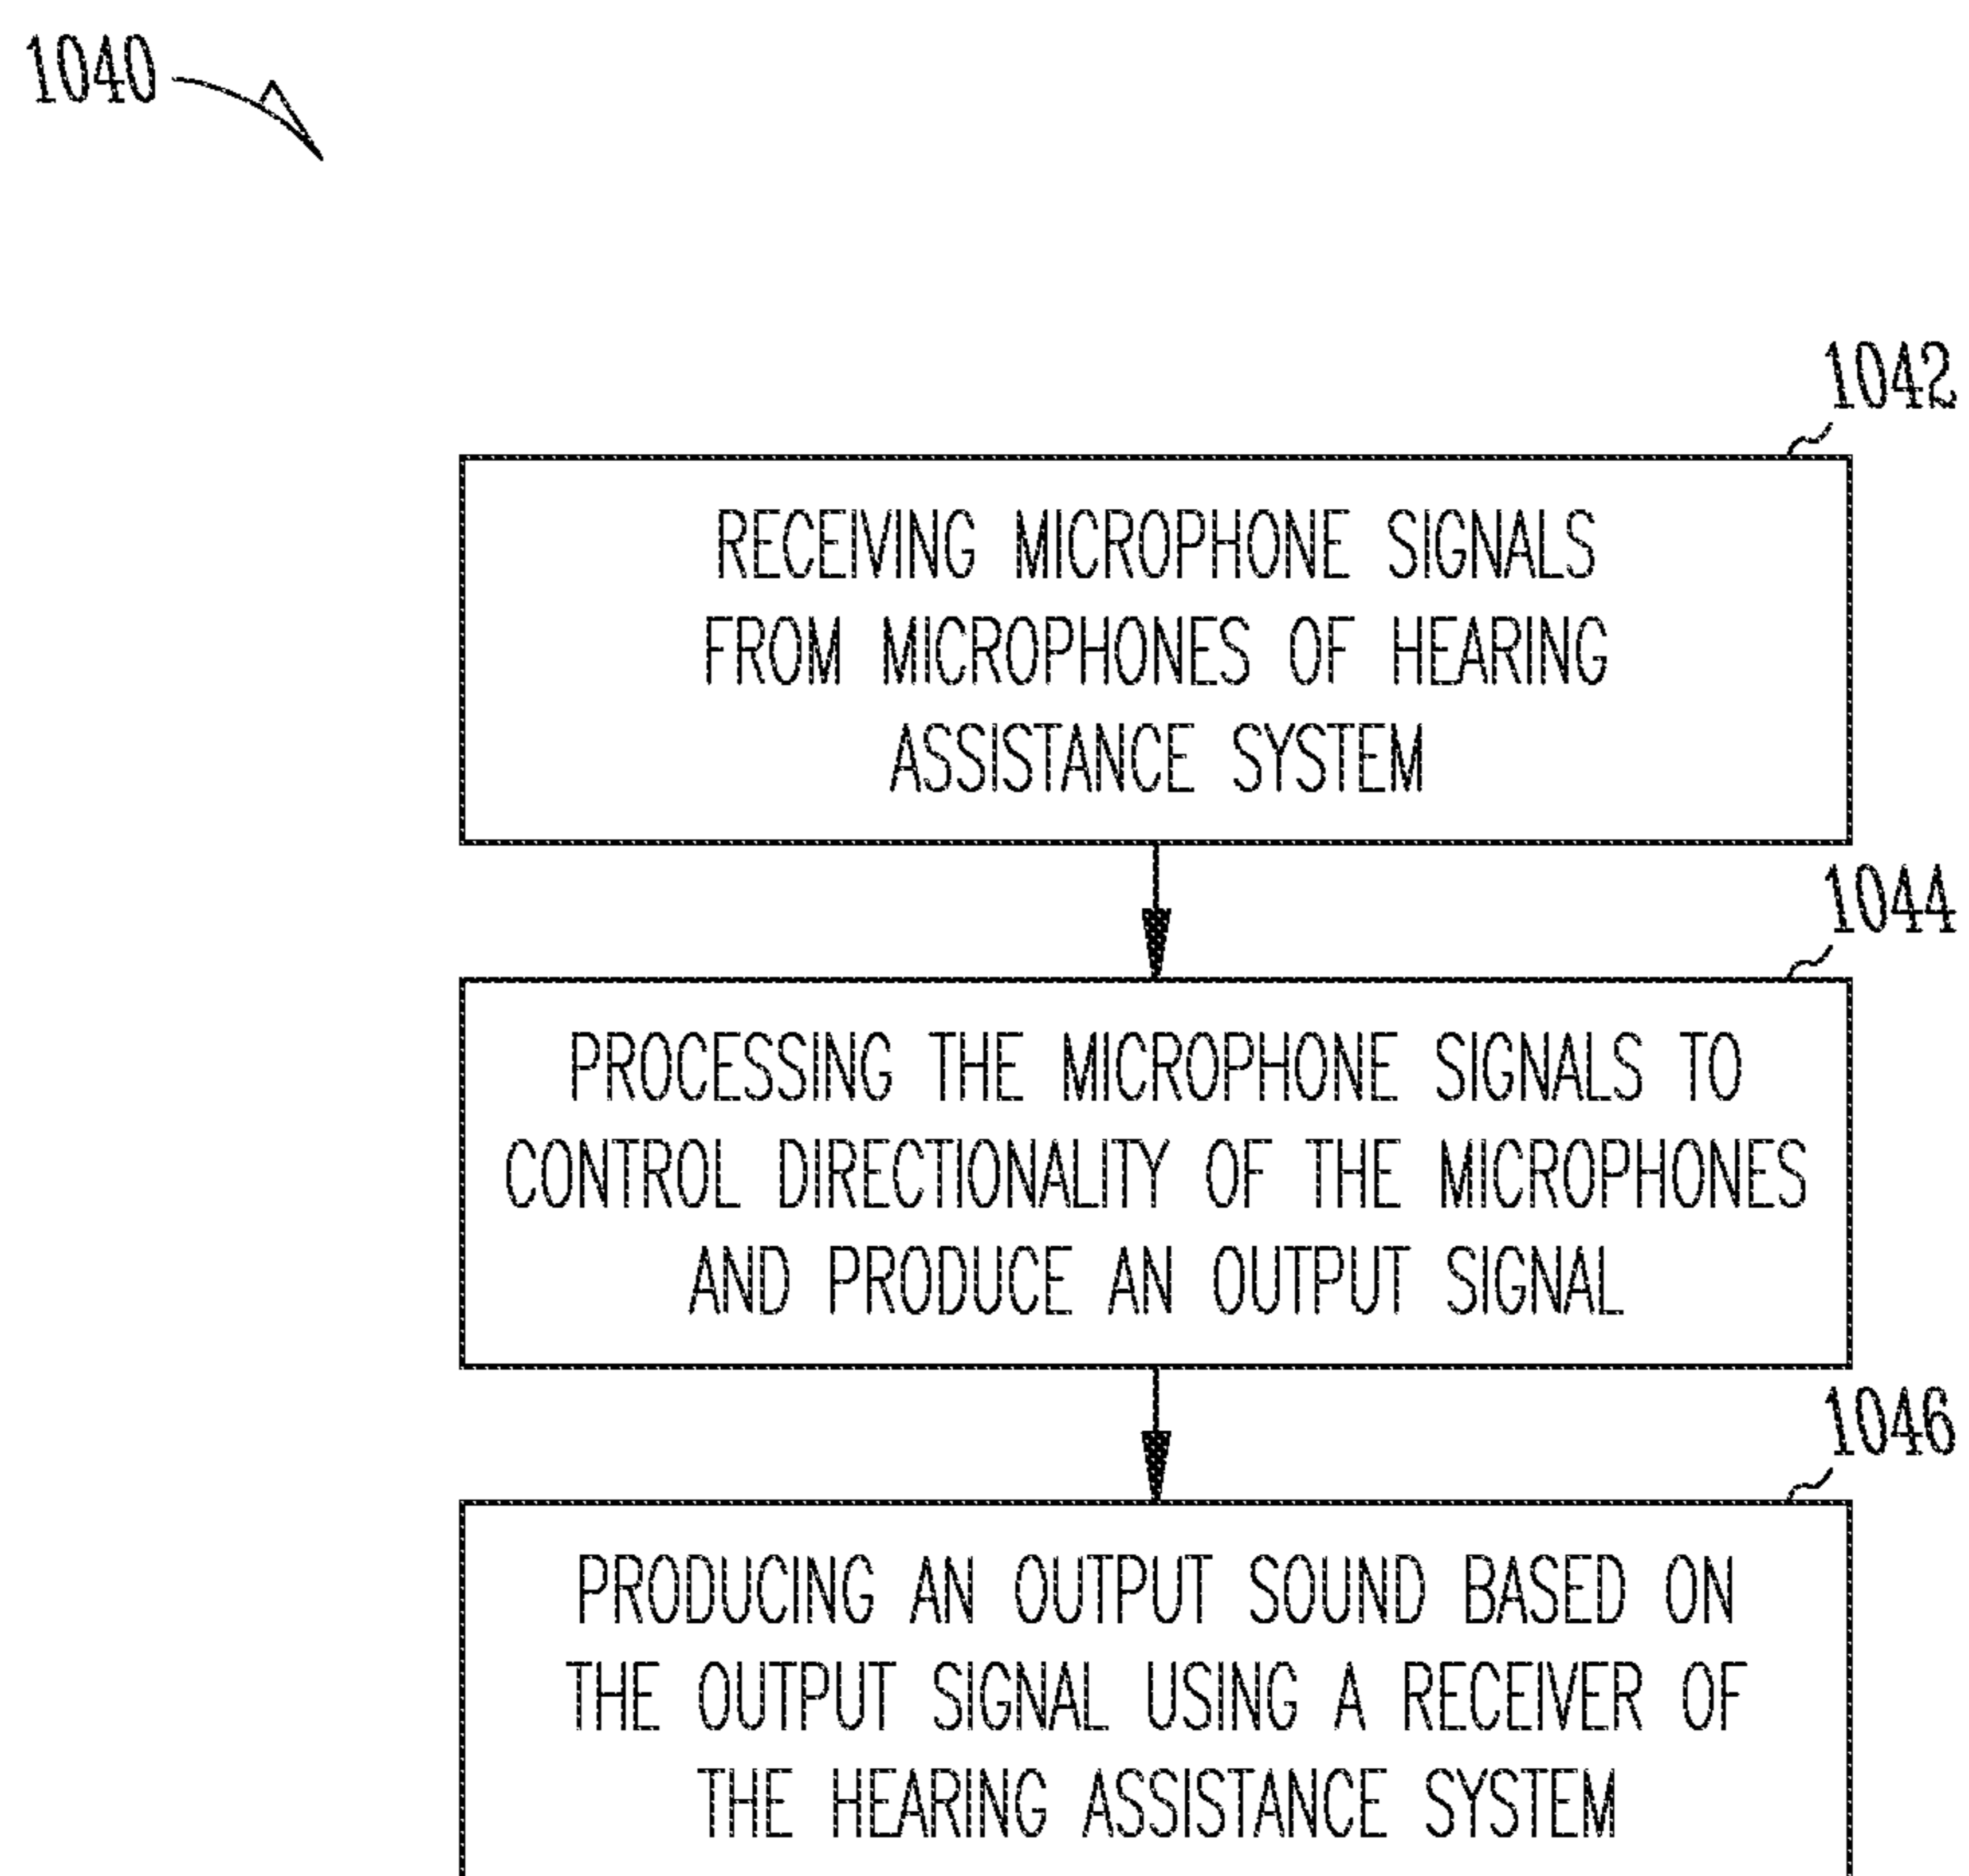 1040
1042
RECEIVING MICROPHONE SIGNALS
FROM MICROPHONES OF HEARING
ASSISTANCE SYSTEM
1044
PROCESSING THE MICROPHONE SIGNALS TO
CONTROL DIRECTIONALITY OF THE MICROPHONES
AND PRODUCE AN OUTPUT SIGNAL
1046
PRODUCING AN OUTPUT SOUND BASED ON
THE OUTPUT SIGNAL USING A RECEIVER OF
THE HEARING ASSISTANCE SYSTEM